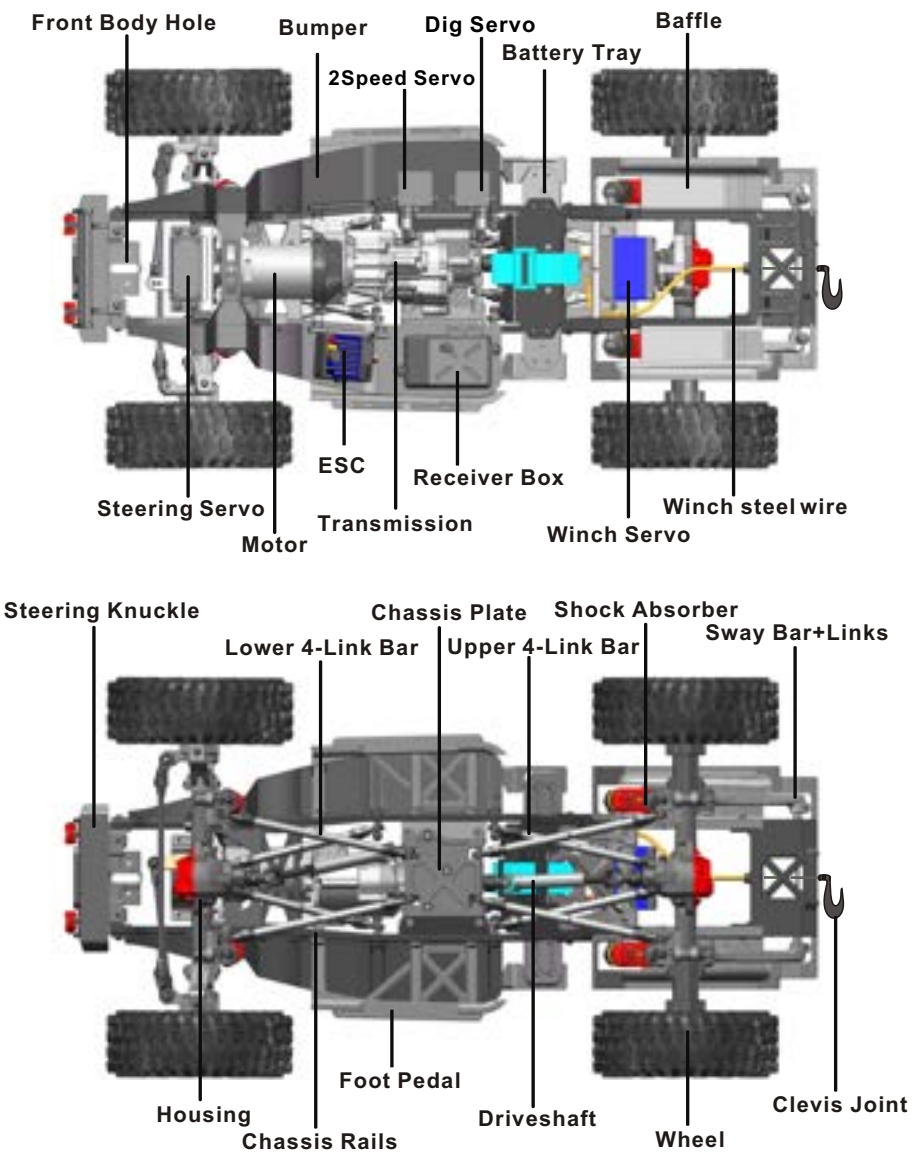 Front Body Hole
Bumper
Dig Servo
Baffle
Battery Tray
2Speed Servo
ESC
Receiver Box
Steering Servo
Transmission
Winch steel wire
Winch Servo
Motor
Steering Knuckle
Chassis Plate
Shock Absorber
Sway Bar+Links
Lower 4-Link Bar
Upper 4-Link Bar
Foot Pedal
Housing
Driveshaft
Clevis Joint
Chassis Rails
Wheel